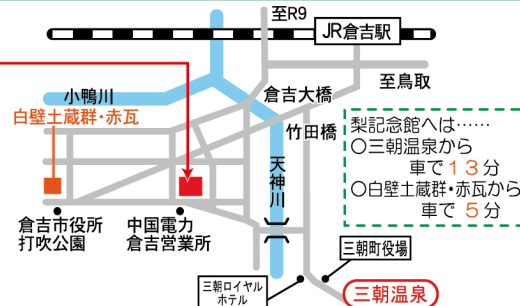 至R9
JR倉吉駅
至鳥取
小鴨川
倉吉大橋
白壁土蔵群・赤瓦
竹田橋
天神川
梨記念館へは……
〇三朝温泉から
車で13分
〇白壁土蔵群・赤瓦から
車で 5分
倉吉市役所
打吹公園
中国電力
倉吉営業所
三朝町役場
三朝ロイヤル
ホテル
三朝温泉